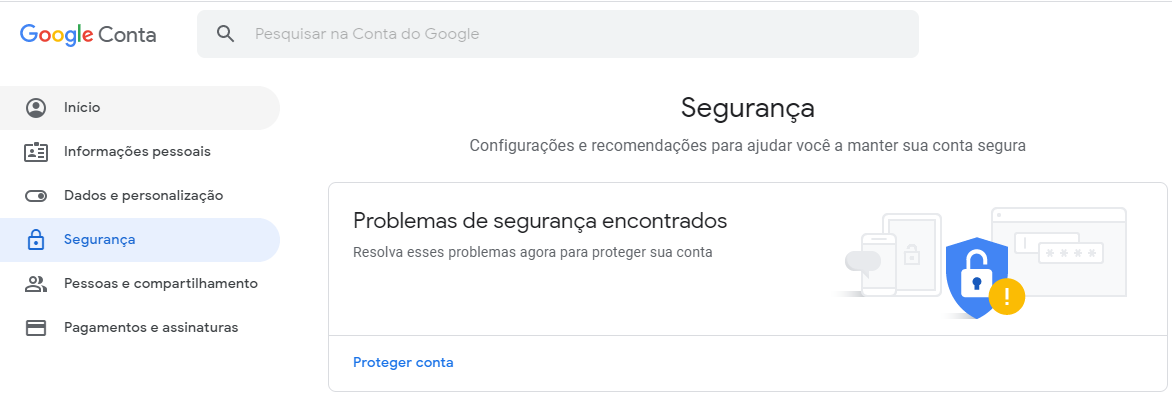 Google Conta
Pesquisar na Conta do Google
Início
Informações pessoais
Dados e personalização
Segurança
Pessoas e compartilhamento
Pagamentos e assinaturas
Segurança
Configurações e recomendações para ajudar você a manter sua conta segura
Problemas de segurança encontrados
Resolva esses problemas agora para proteger sua conta
Proteger conta